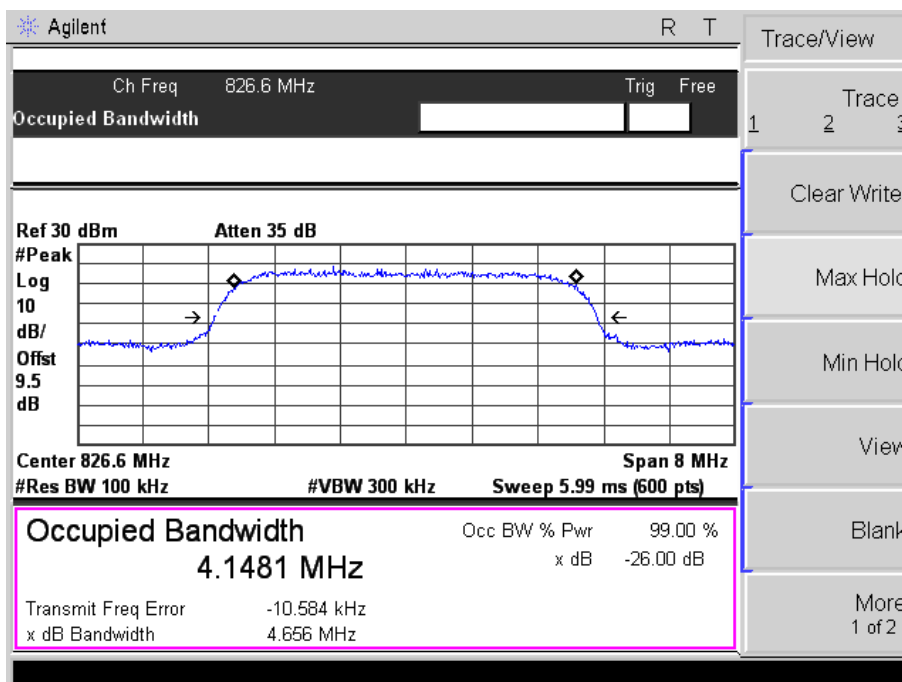 Agilent R T
Ch Freq 826.6 MHz Trig Free
Occupied Bandwidth
Ref 30 dBm Atten 35 dB
#Peak
Log
10
dB/
Offst
9.5
dB
Center 826.6 MHz Span 8 MHz
#Res BW 100 kHz #VBW 300 kHz Sweep 5.99 ms (600 pts)
Occupied Bandwidth
4.1481 MHz
Occ BW % Pwr 99.00 %
x dB -26.00 dB
Transmit Freq Error -10.584 kHz
x dB Bandwidth 4.656 MHz
Trace/View
Trace
1 2 3
Clear Write
Max Hold
Min Hold
View
Blank
More
1 of 2